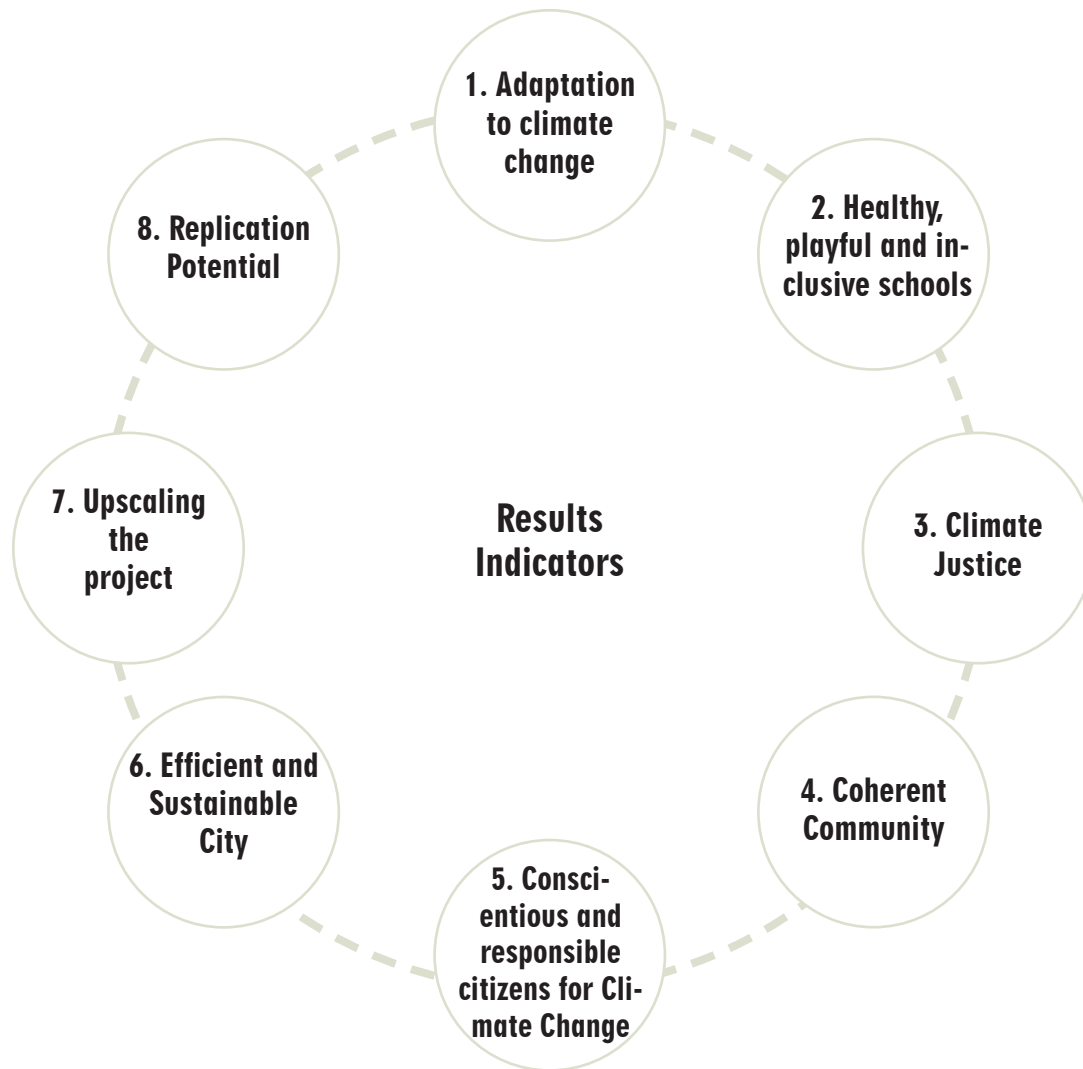 1. Adaptation
to climate
change
2. Healthy,
playful and in-
clusive schools
3. Climate
Justice
4. Coherent
Community
5. Consci-
entious and
responsible
citizens for Cli-
mate Change
6. Efficient and
Sustainable
City
7. Upscaling
the
project
8. Replication
Potential
Results
Indicators